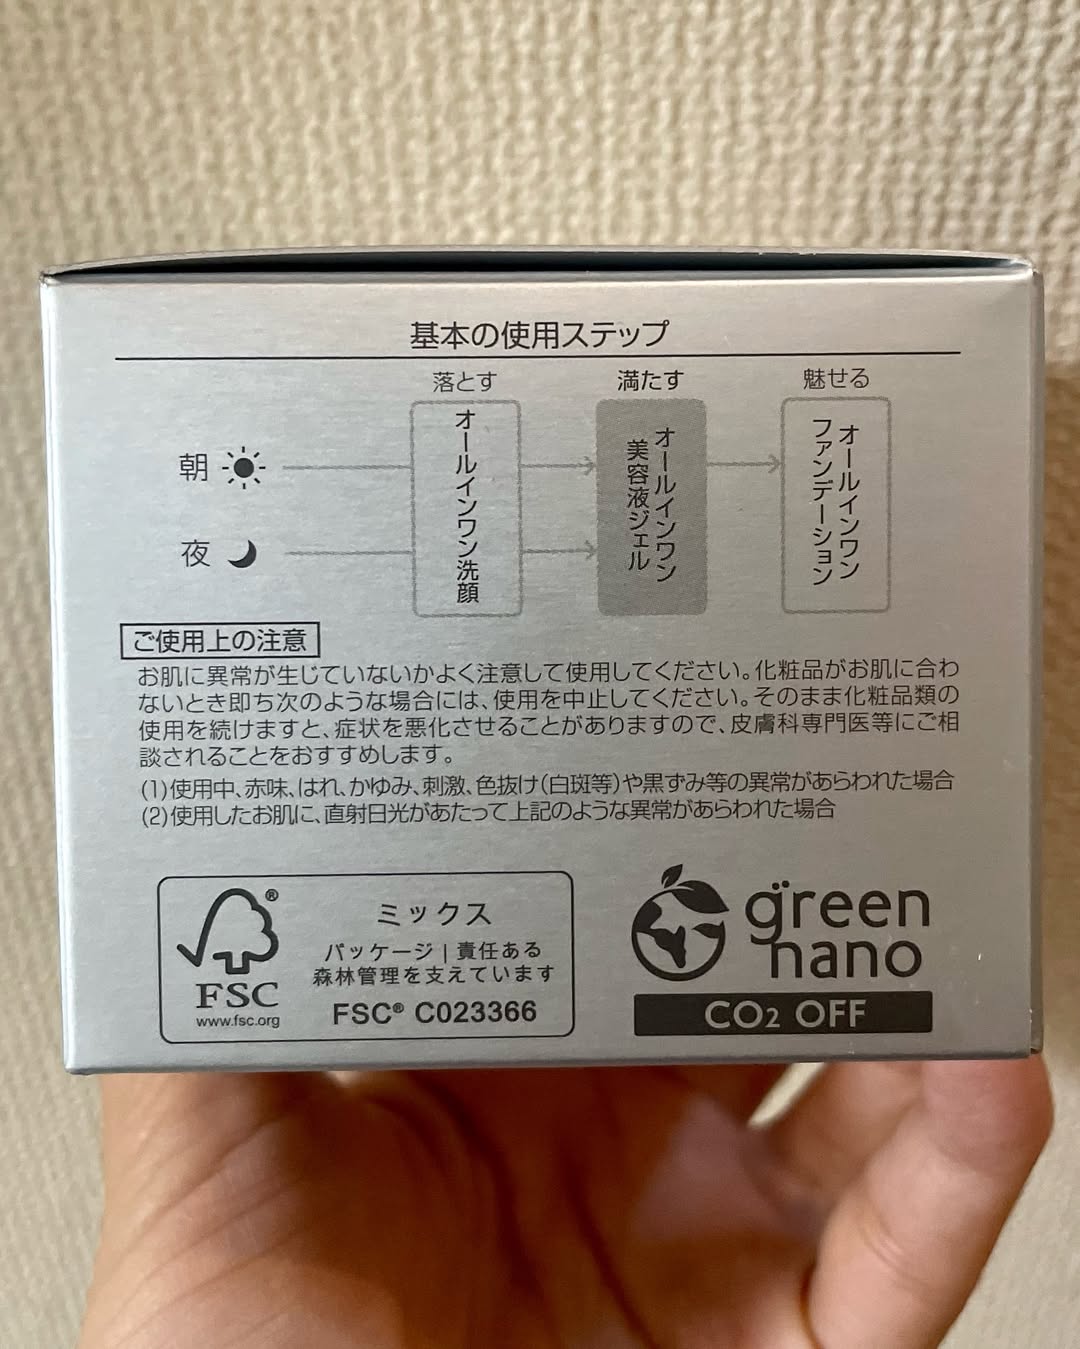 基本の使用ステップ
落とす
満たす
魅せる
朝
夜
オールインワン洗顔
オールインワン
美容液ジェル
オールインワン
ファンデーション
ご使用上の注意
お肌に異常が生じていないかよく注意して使用してください。化粧品がお肌に合わ
ないとき即ち次のような場合には、使用を中止してください。そのまま化粧品類の
使用を続けますと、症状を悪化させることがありますので、皮膚科専門医等にご相
談されることをおすすめします。
(1)使用中、赤味、はれ、かゆみ、刺激、色抜け(白斑等)や黒ずみ等の異常があらわれた場合
(2)使用したお肌に、直射日光があたって上記のような異常があらわれた場合
®
FSC
www.fsc.org
ミックス
パッケージ | 責任ある
森林管理を支えています
FSC® C023366
green
nano
CO2 OFF